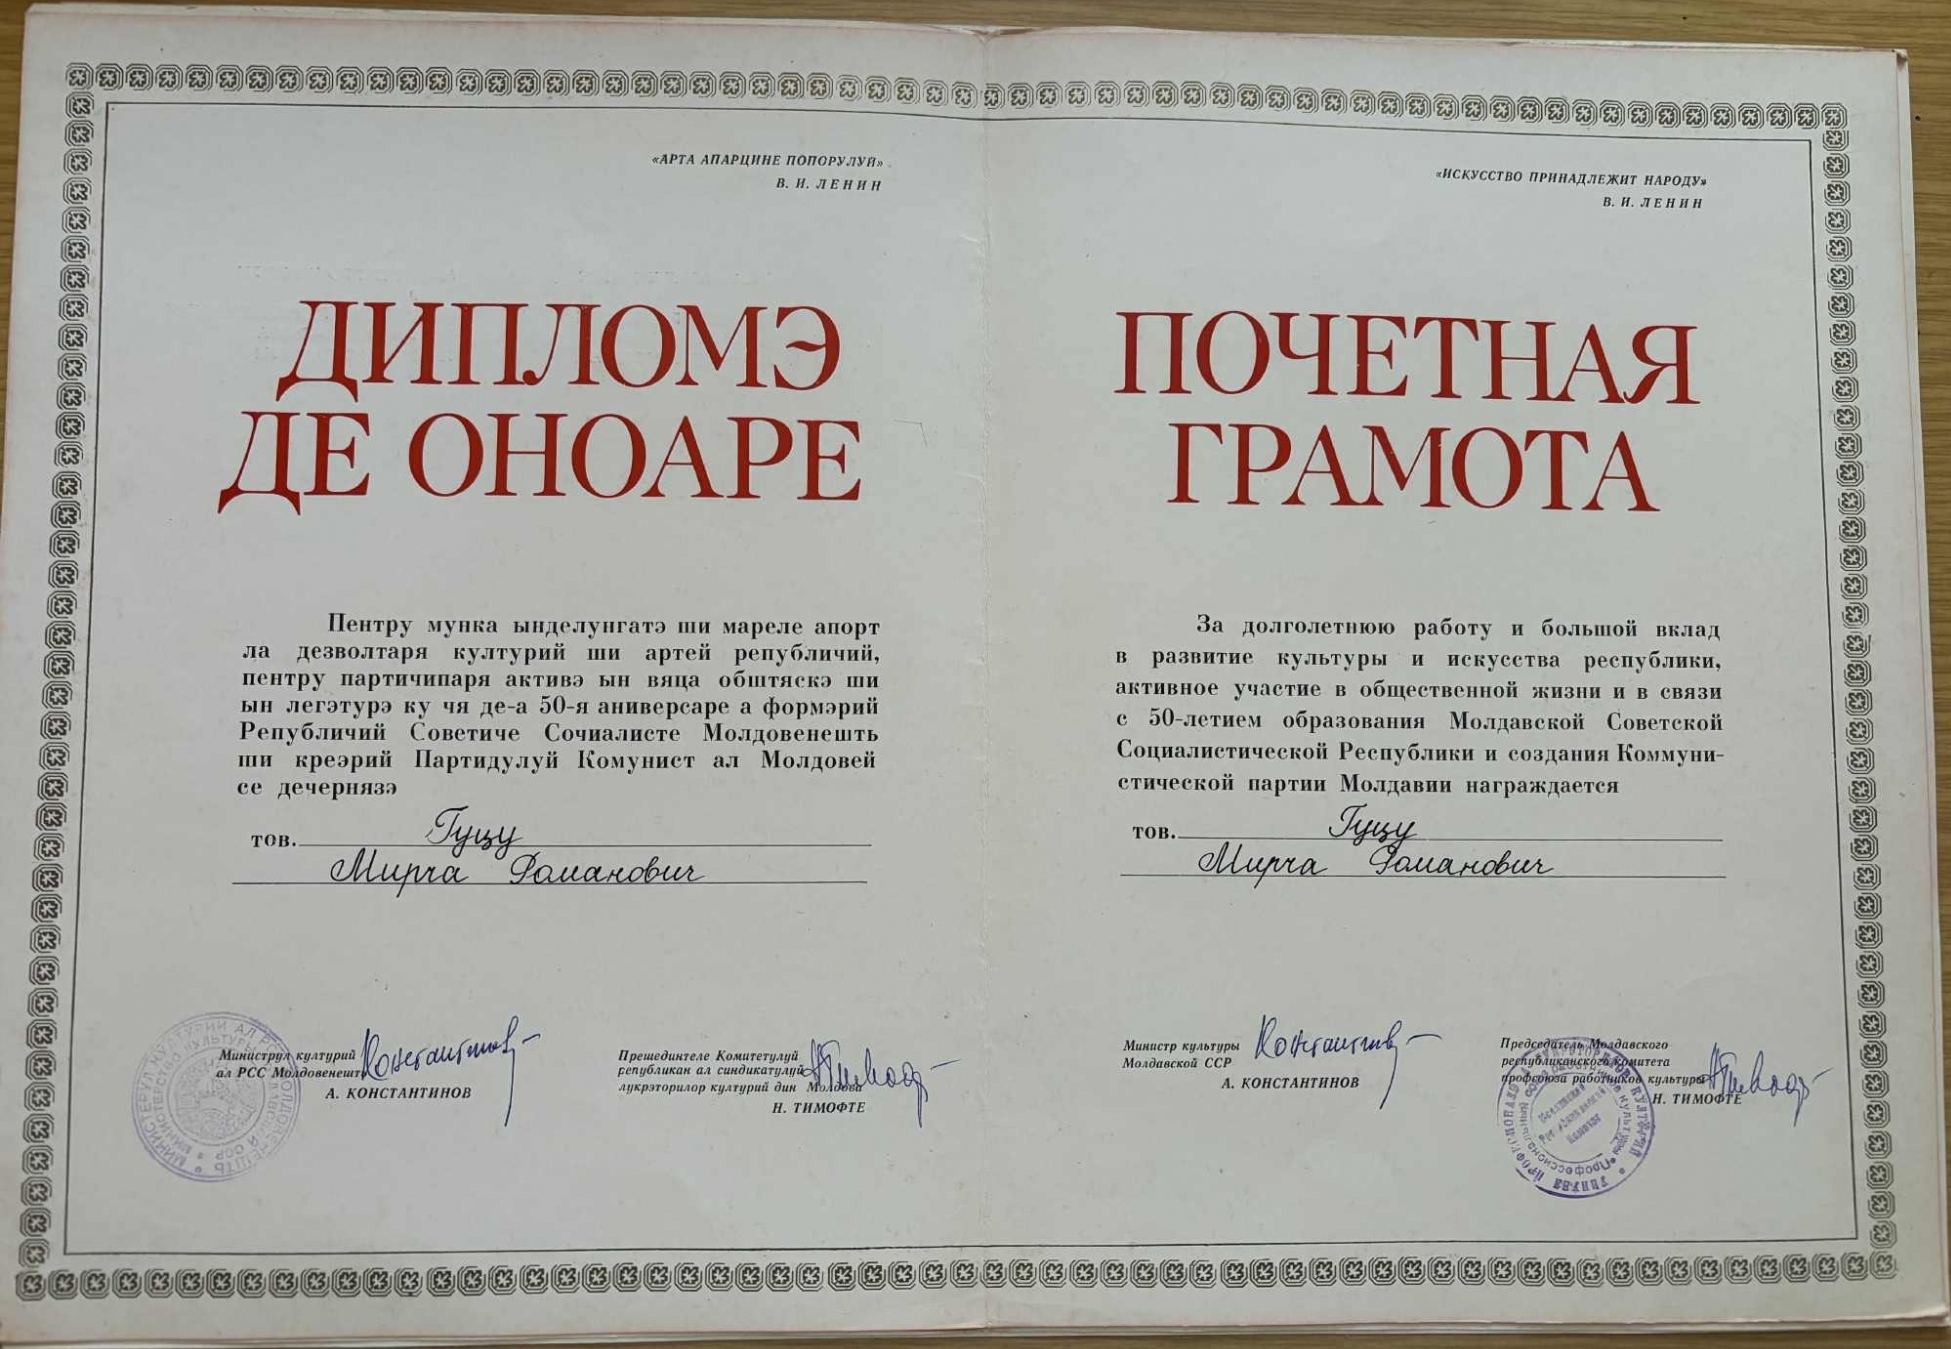 «АРТА АПАРЦИНЕ ПОПОРУЛУЙ»
В. И. ЛЕНИН
ДИПЛОМЭ
ДЕ ОНОАРЕ
Пентру мунка ынделунгатэ ши мареле апорт
ла дезволтаря културий ши артей републичий,
пентру партичипаря активэ ын вяца обштяскэ ши
ын легэтурэ ку чя де-а 50-я аниверсаре а формэрий
Републичий Советиче Сочиалисте Молдовенешть
ши креэрий Партидулуй Комунист ал Молдовей
се дечернязэ
тов. Гуцу
Мирча Романович
Министрул културий
ал РСС Молдовенешть
А. КОНСТАНТИНОВ
Прешединтеле Комитетулуй
републикан ал синдикатулуй
лукрэторилор културий дин Молдова
Н. ТИМОФТЕ
«ИСКУССТВО ПРИНАДЛЕЖИТ НАРОДУ»
В. И. ЛЕНИН
ПОЧЕТНАЯ
ГРАМОТА
За долголетнюю работу и большой вклад
в развитие культуры и искусства республики,
активное участие в общественной жизни и в связи
с 50-летием образования Молдавской Советской
Социалистической Республики и создания Коммуни-
стической партии Молдавии награждается
тов. Гуцу
Мирча Романович
Министр культуры
Молдавской ССР
А. КОНСТАНТИНОВ
Председатель Молдавского
республиканского комитета
профсоюза работников культуры
Н. ТИМОФТЕ